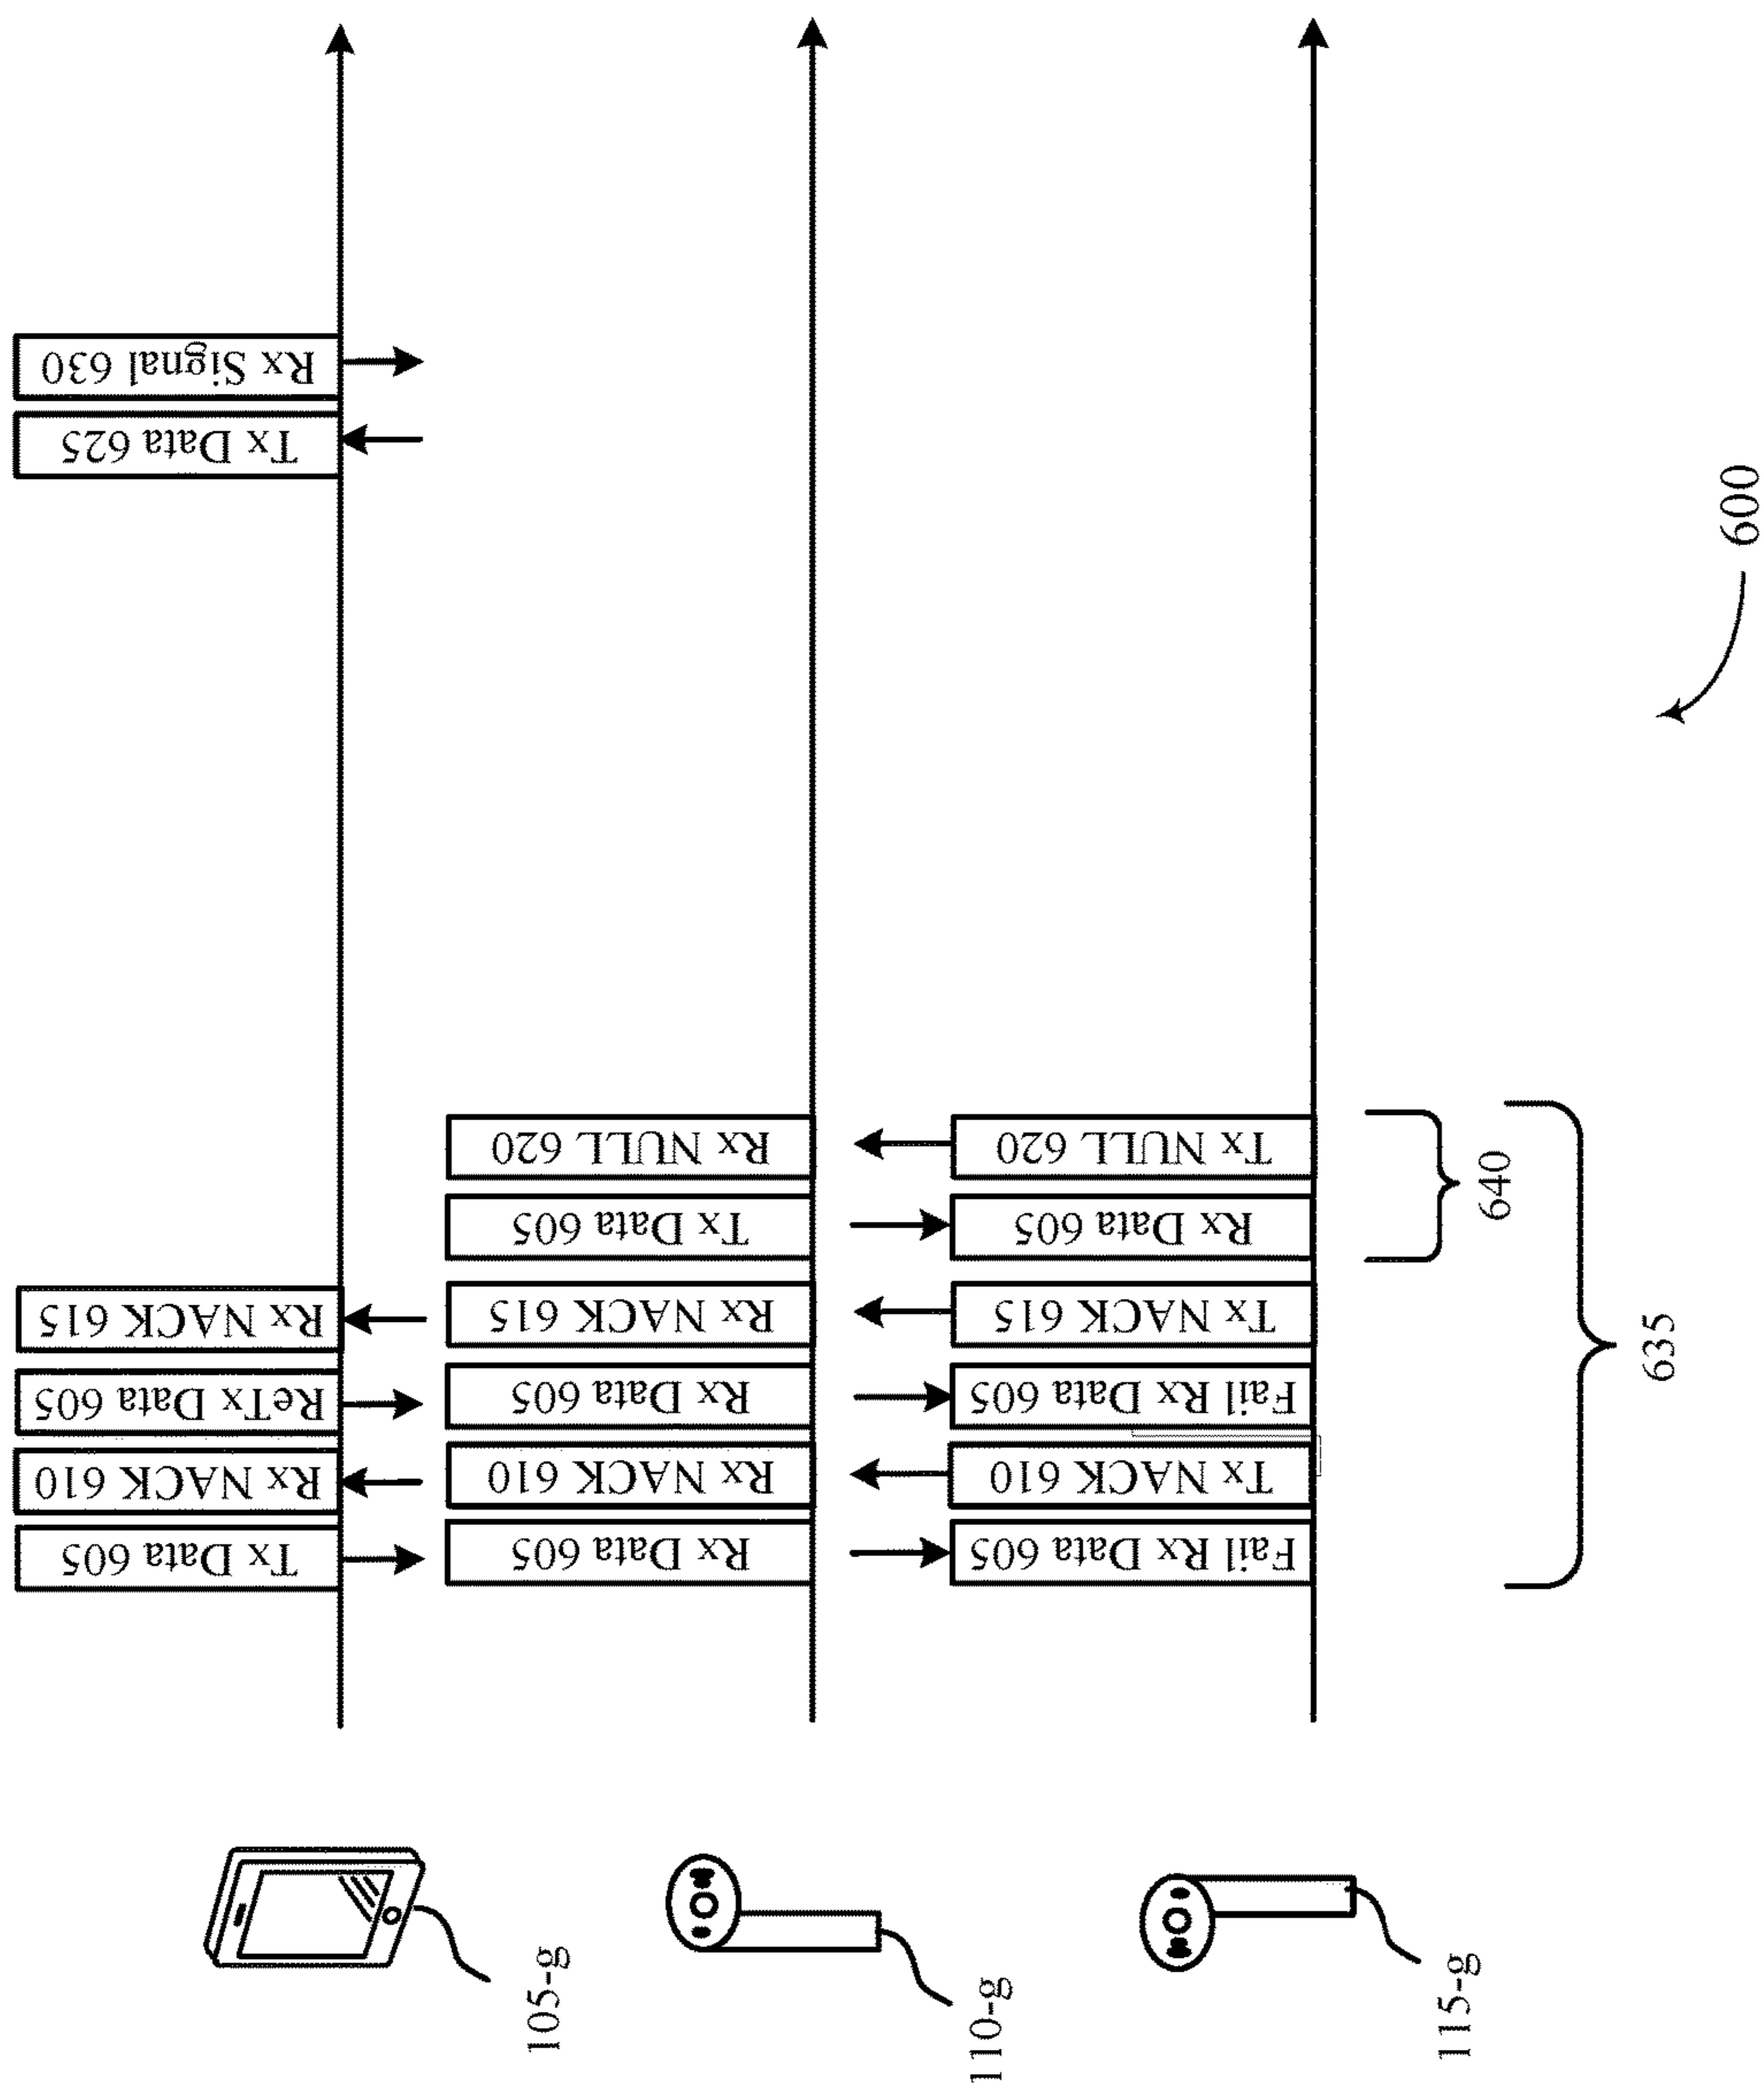 Rx Signal 630
Tx Data 625
600
Rx NULL 620
Tx NULL 620
Tx Data 605
Rx Data 605
640
Rx NACK 615
Rx NACK 615
Tx NACK 615
635
ReTx Data 605
Rx Data 605
Fail Rx Data 605
Rx NACK 610
Rx NACK 610
Tx NACK 610
Tx Data 605
Rx Data 605
Fail Rx Data 605
105-g
110-g
115-g